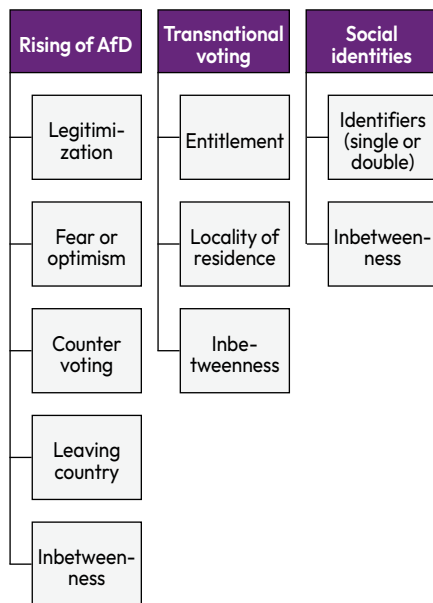 Rising of AfD
Legitimi-
zation
Fear or
optimism
Counter
voting
Leaving
country
Inbetween-
ness
Transnational
voting
Entitlement
Locality of
residence
Inbe-
tweenness
Social
identities
Identifiers
(single or
double)
Inbetween-
ness